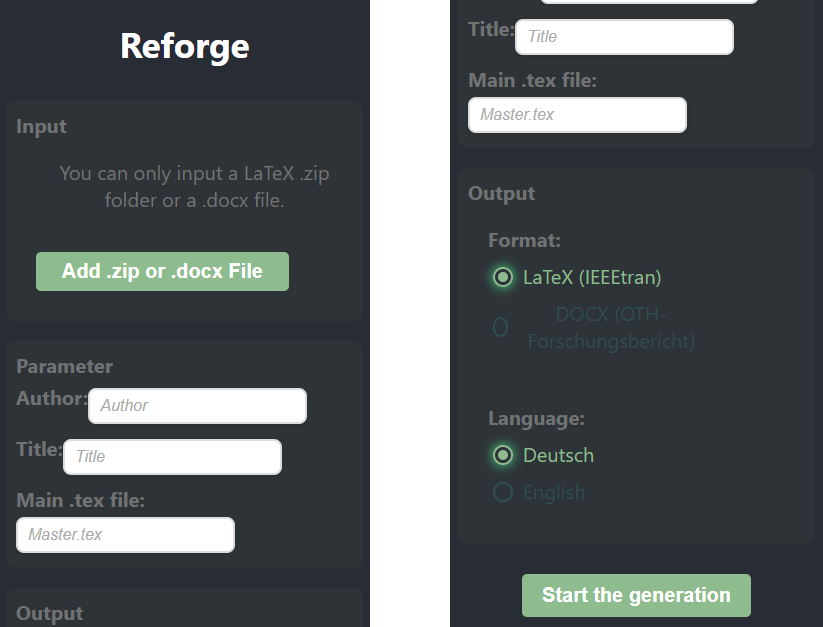 Reforge
Input
You can only input a LaTeX .zip
folder or a .docx file.
Add .zip or .docx File
Parameter
Author: Author
Title: Title
Main .tex file:
Master.tex
Output
Title: Title
Main .tex file:
Master.tex
Output
Format:
LaTeX (IEEEtran)
DOCX (OTH-
Forschungsbericht)
Language:
Deutsch
English
Start the generation